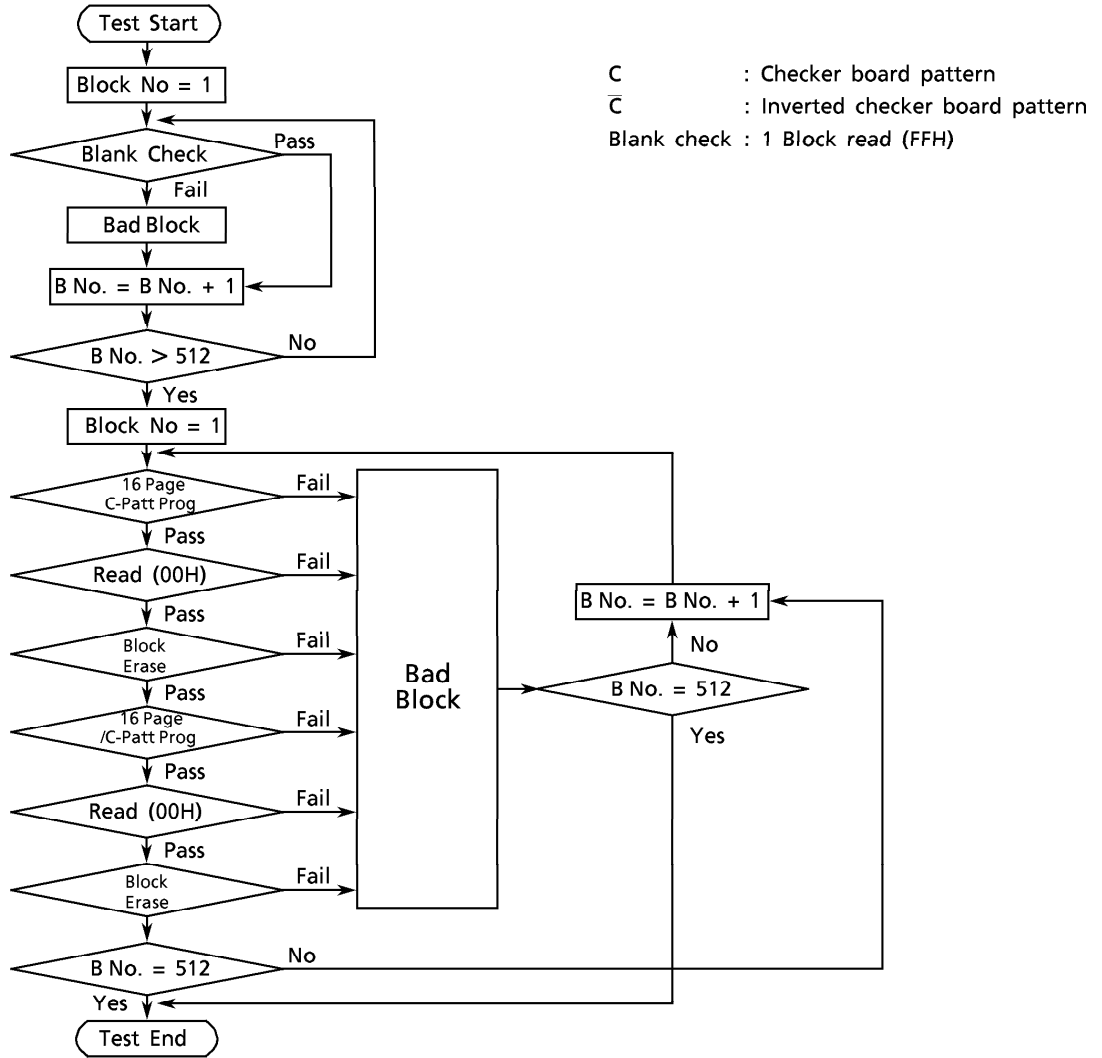 Test Start
Block No = 1
Blank Check
Pass
Fail
Bad Block
B No. = B No. + 1
B No. > 512
No
Yes
Block No = 1
C : Checker board pattern
C̅ : Inverted checker board pattern
Blank check : 1 Block read (FFH)
16 Page
C-Patt Prog
Fail
Pass
Read (00H)
Fail
Pass
Block
Erase
Fail
Pass
16 Page
/C-Patt Prog
Fail
Pass
Read (00H)
Fail
Pass
Block
Erase
Fail
B No. = 512
No
Yes
Test End
Bad
Block
B No. = B No. + 1
No
B No. = 512
Yes